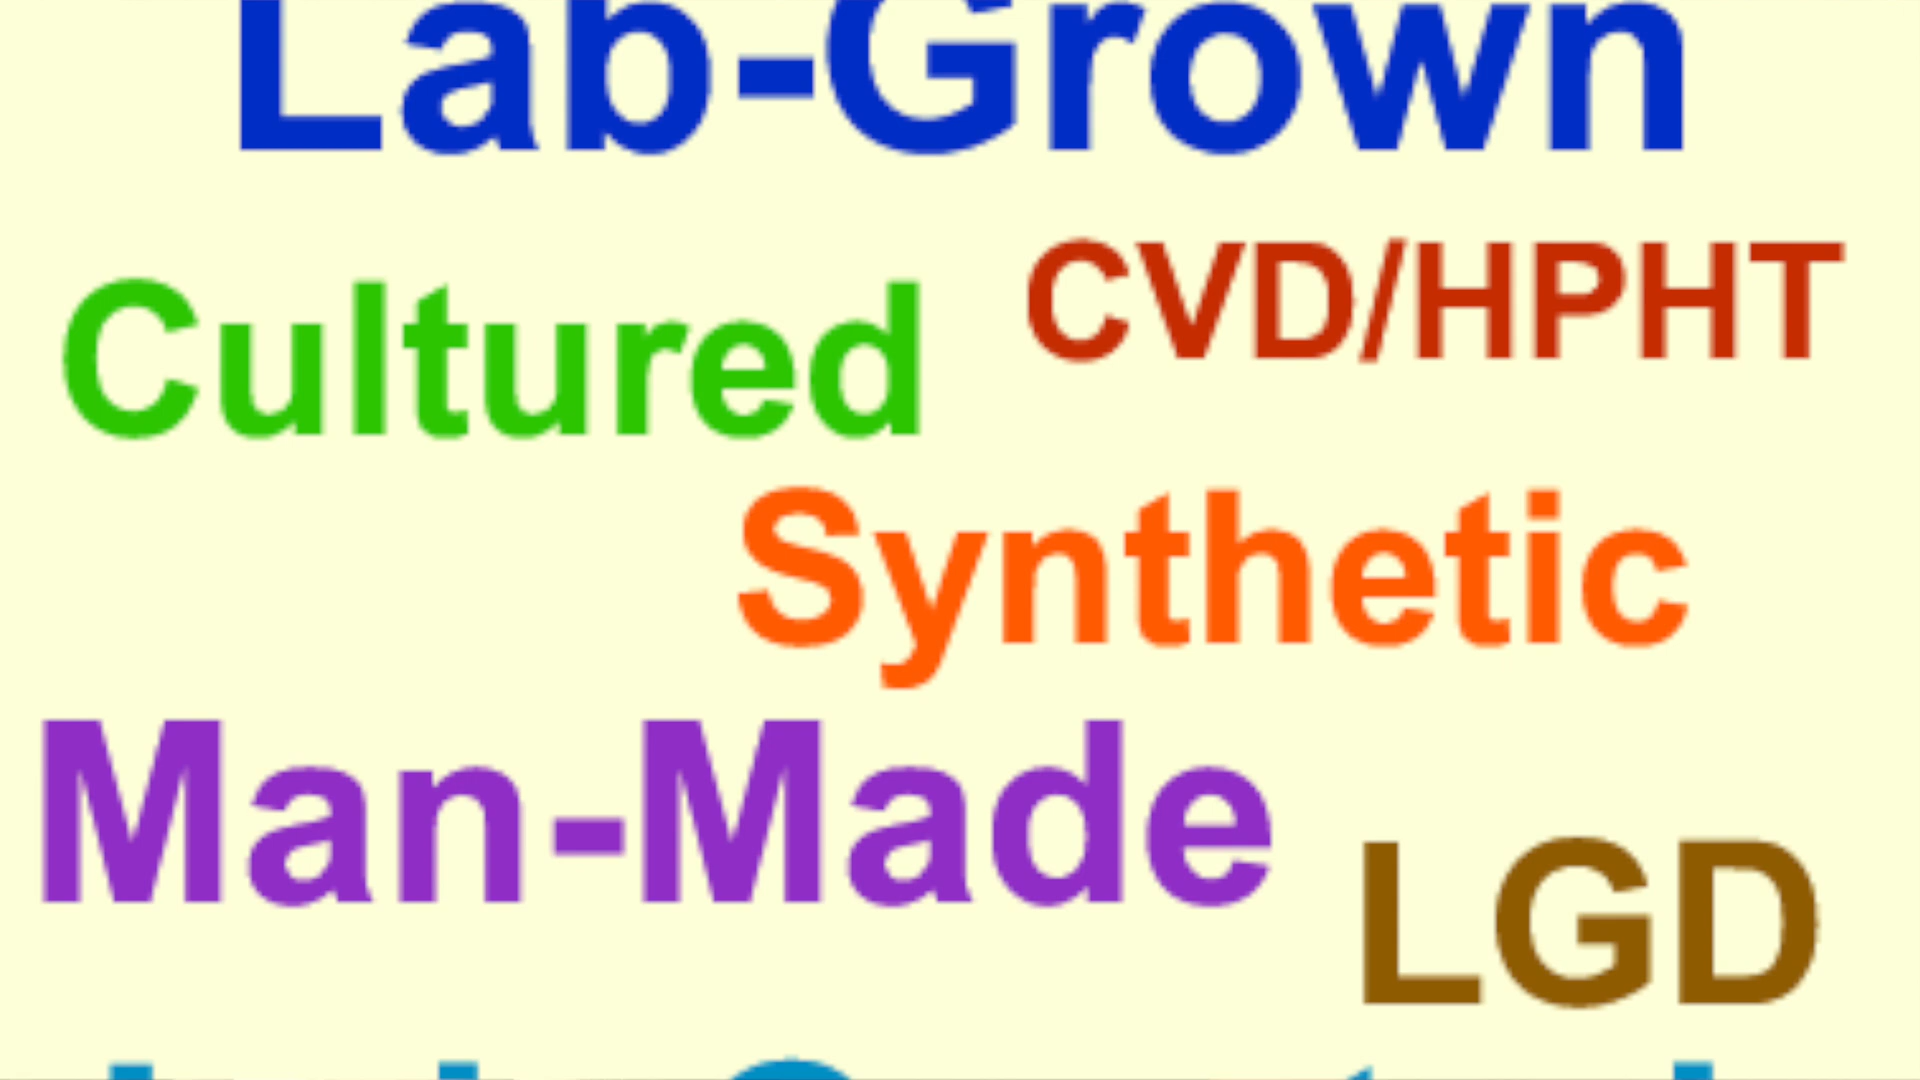 Lab-Grown
CVD/HPHT
Cultured
Synthetic
Man-Made
LGD